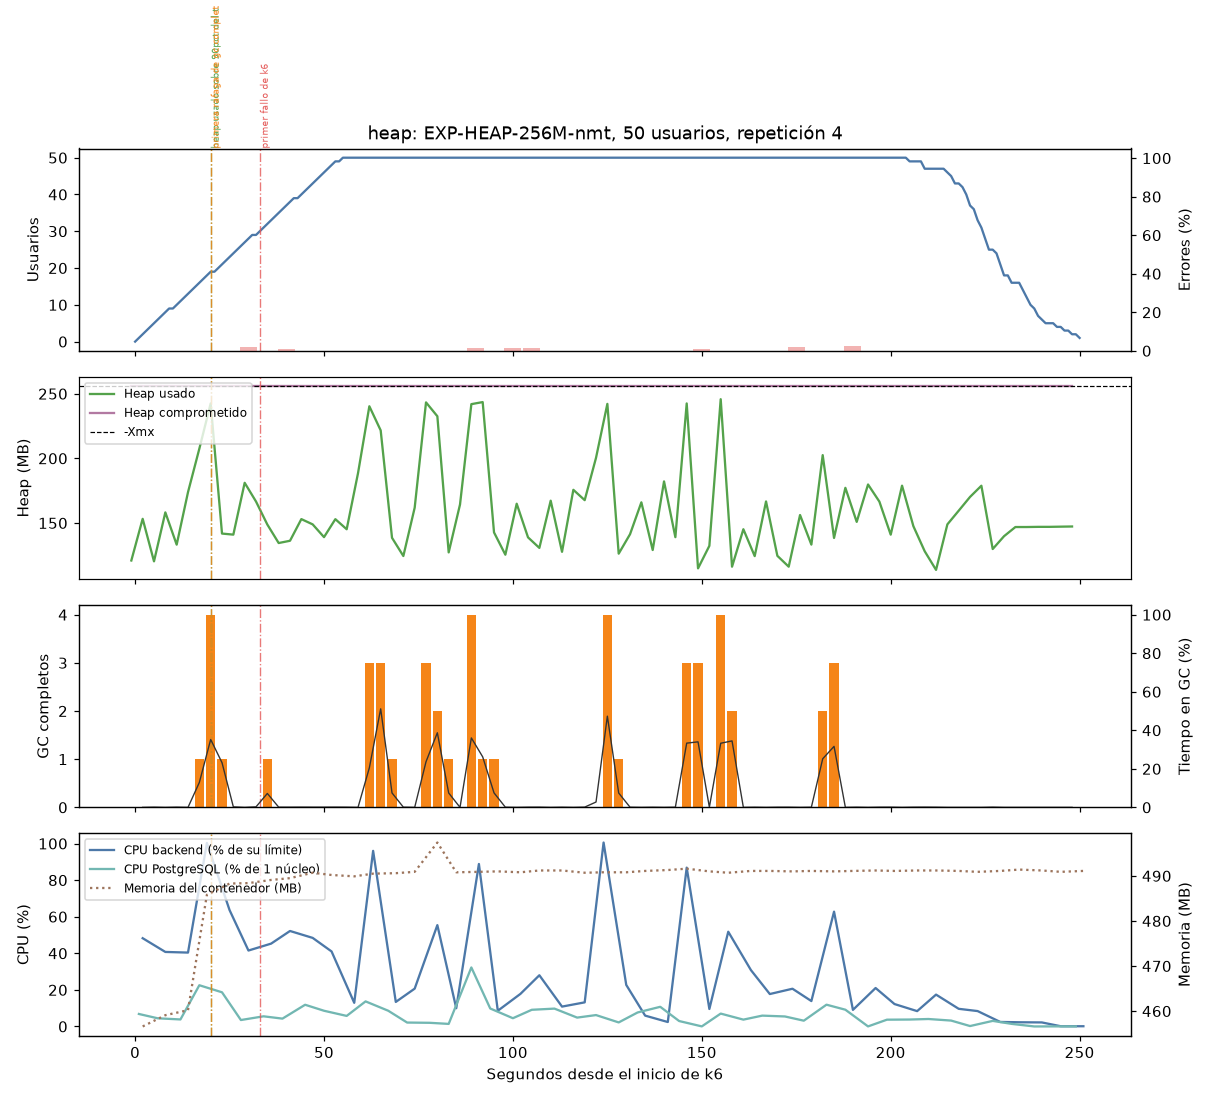 primer fallo de k6
heap: EXP-HEAP-256M-nmt, 50 usuarios, repetición 4
Usuarios
50
40
30
20
10
0
Errores (%)
100
80
60
40
20
0
Heap (MB)
250
200
150
Heap usado
Heap comprometido
-Xmx
GC completos
4
3
2
1
0
Tiempo en GC (%)
100
80
60
40
20
0
CPU (%)
100
80
60
40
20
0
CPU backend (% de su límite)
CPU PostgreSQL (% de 1 núcleo)
Memoria del contenedor (MB)
Memoria (MB)
490
480
470
460
0 50 100 150 200 250
Segundos desde el inicio de k6